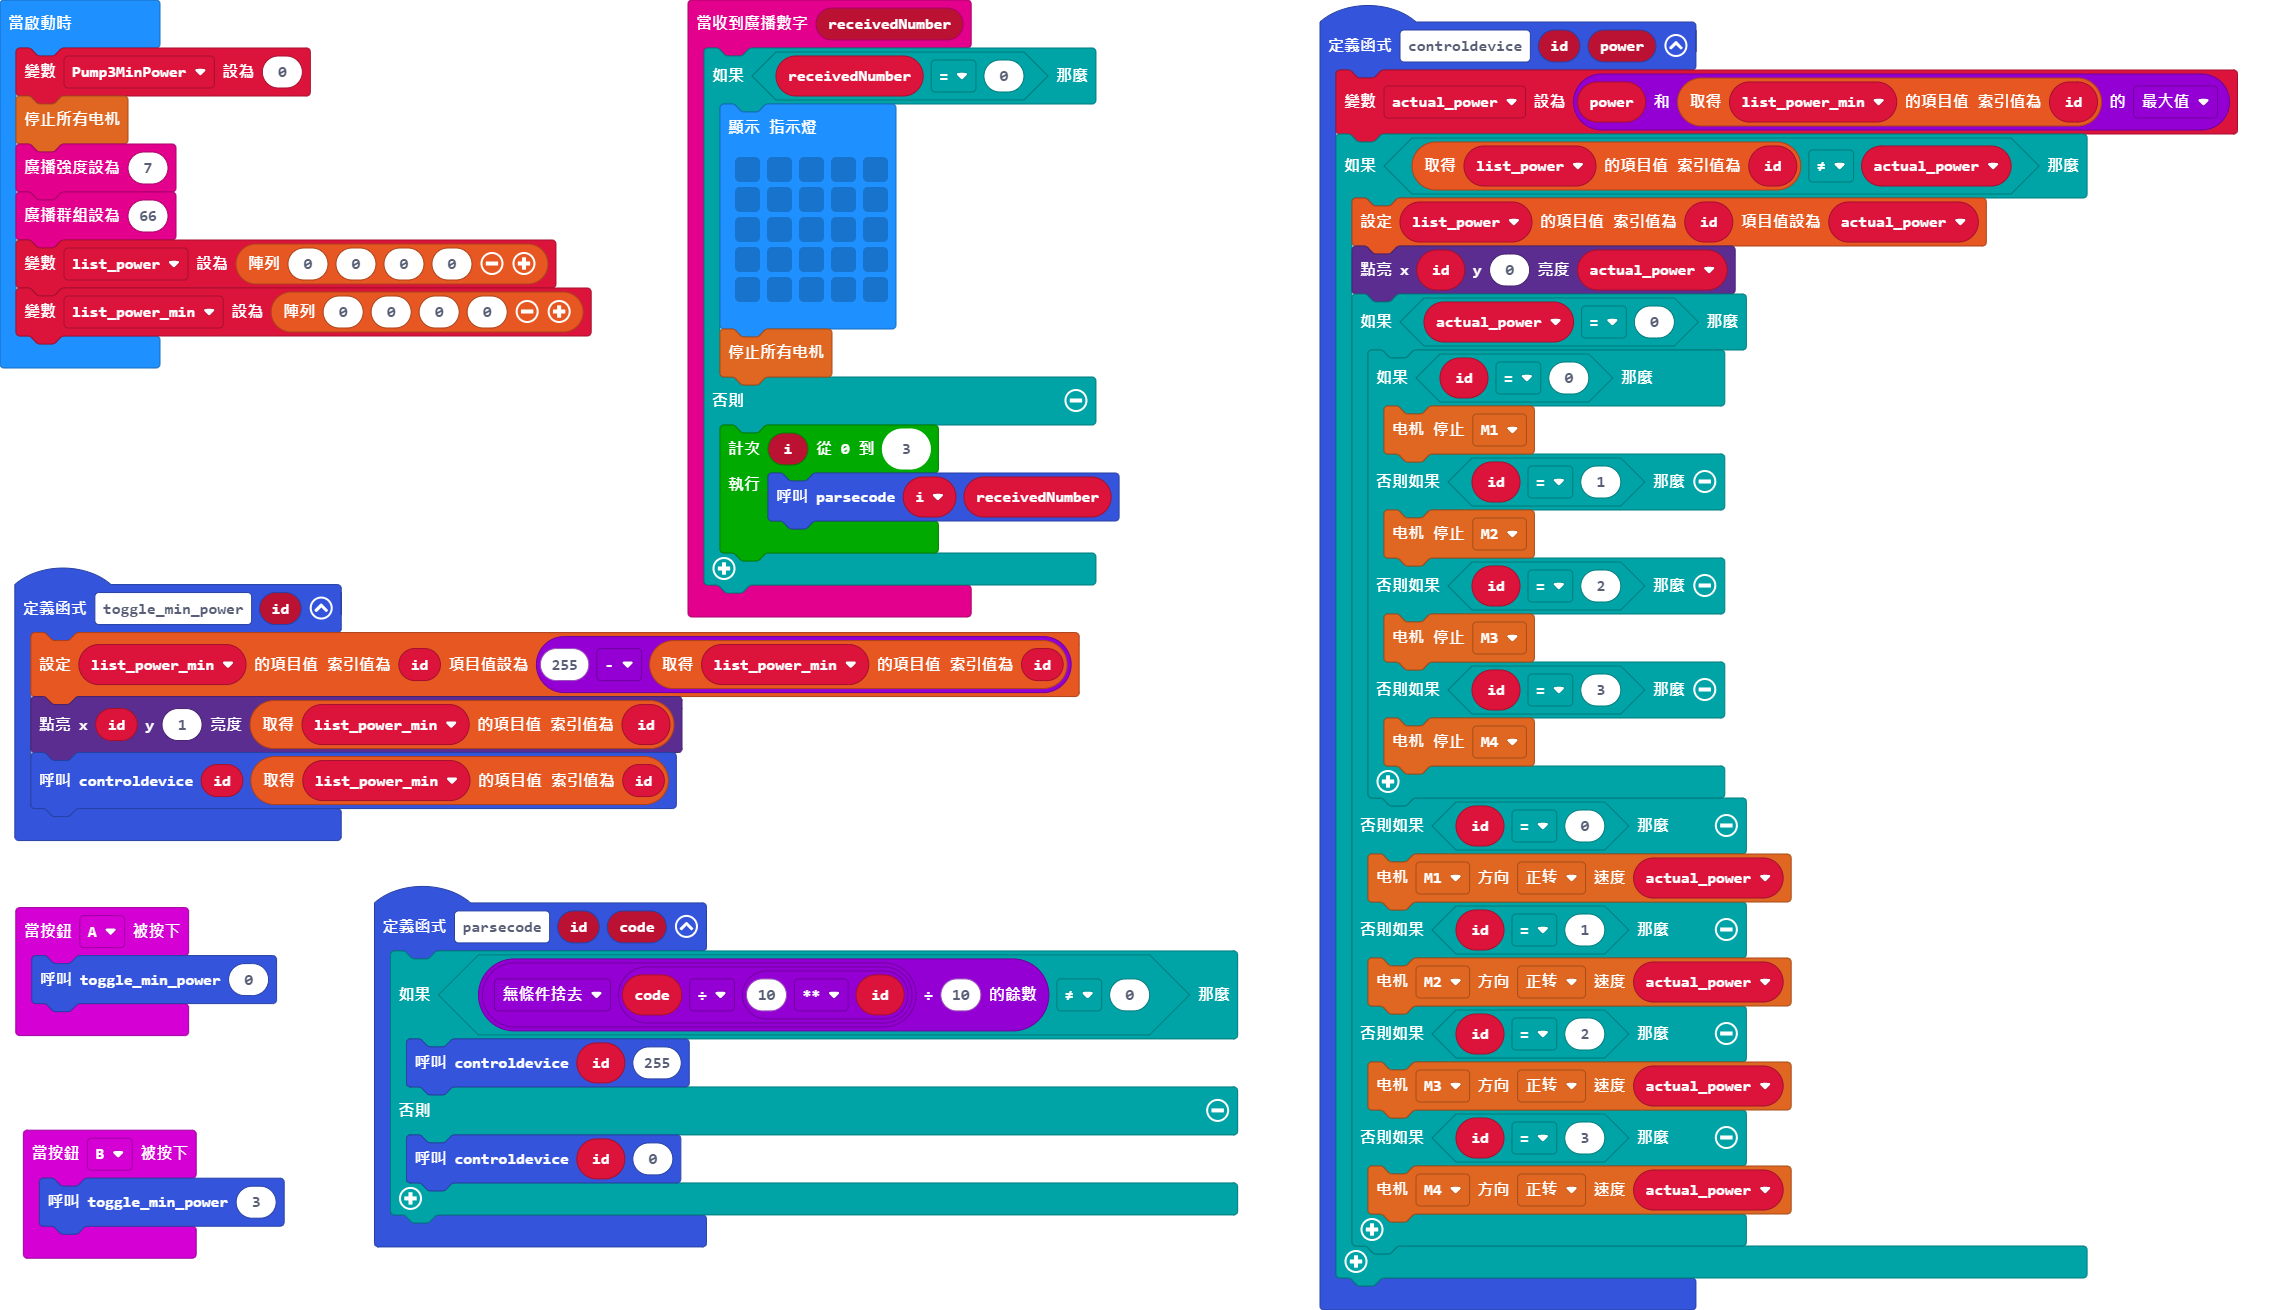 當啟動時
變數 Pump3MinPower 設為 0
停止所有电机
廣播強度設為 7
廣播群組設為 66
變數 list_power 設為 陣列 0 0 0 0
變數 list_power_min 設為 陣列 0 0 0 0
當收到廣播數字 receivedNumber
如果 receivedNumber = 0 那麼
顯示 指示燈
停止所有电机
否則
計次 i 從 0 到 3
執行 呼叫 parsecode i receivedNumber
定義函式 toggle_min_power id
設定 list_power_min 的項目值 索引值為 id 項目值設為 255 - 取得 list_power_min 的項目值 索引值為 id
點亮 x id y 1 亮度 取得 list_power_min 的項目值 索引值為 id
呼叫 controldevice id 取得 list_power_min 的項目值 索引值為 id
當按鈕 A 被按下
呼叫 toggle_min_power 0
當按鈕 B 被按下
呼叫 toggle_min_power 3
定義函式 parsecode id code
如果 無條件捨去 code ÷ 10 ** id ÷ 10 的餘數 ≠ 0 那麼
呼叫 controldevice id 255
否則
呼叫 controldevice id 0
定義函式 controldevice id power
變數 actual_power 設為 power 和 取得 list_power_min 的項目值 索引值為 id 的 最大值
如果 取得 list_power 的項目值 索引值為 id ≠ actual_power 那麼
設定 list_power 的項目值 索引值為 id 項目值設為 actual_power
點亮 x id y 0 亮度 actual_power
如果 actual_power = 0 那麼
如果 id = 0 那麼
电机 停止 M1
否則如果 id = 1 那麼
电机 停止 M2
否則如果 id = 2 那麼
电机 停止 M3
否則如果 id = 3 那麼
电机 停止 M4
否則如果 id = 0 那麼
电机 M1 方向 正转 速度 actual_power
否則如果 id = 1 那麼
电机 M2 方向 正转 速度 actual_power
否則如果 id = 2 那麼
电机 M3 方向 正转 速度 actual_power
否則如果 id = 3 那麼
电机 M4 方向 正转 速度 actual_power